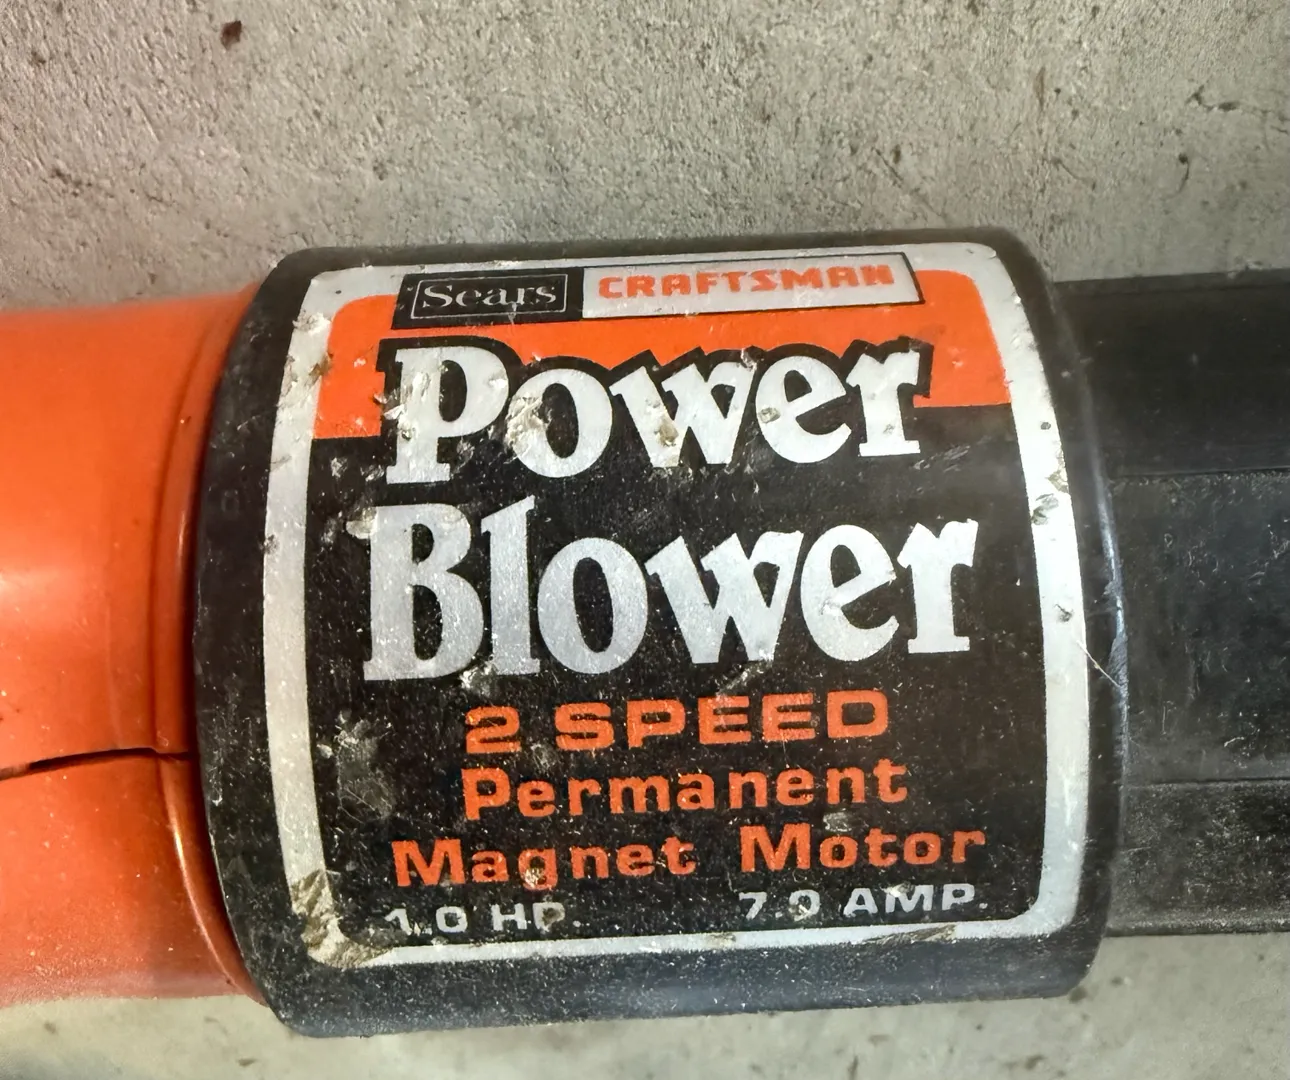 Sears CRAFTSMAN
Power
Blower
2 SPEED
Permanent
Magnet Motor
1.0 HP. 7.0 AMP.